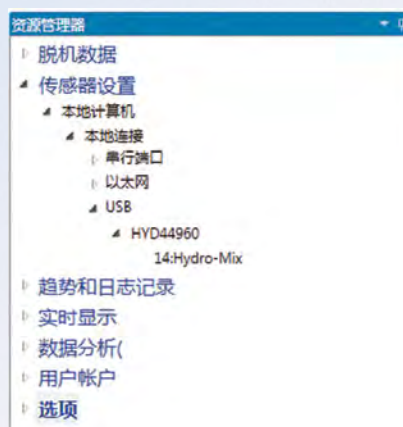 资源管理器
脱机数据
传感器设置
本地计算机
本地连接
串行端口
以太网
USB
HYD44960
14:Hydro-Mix
趋势和日志记录
实时显示
数据分析(
用户帐户
选项